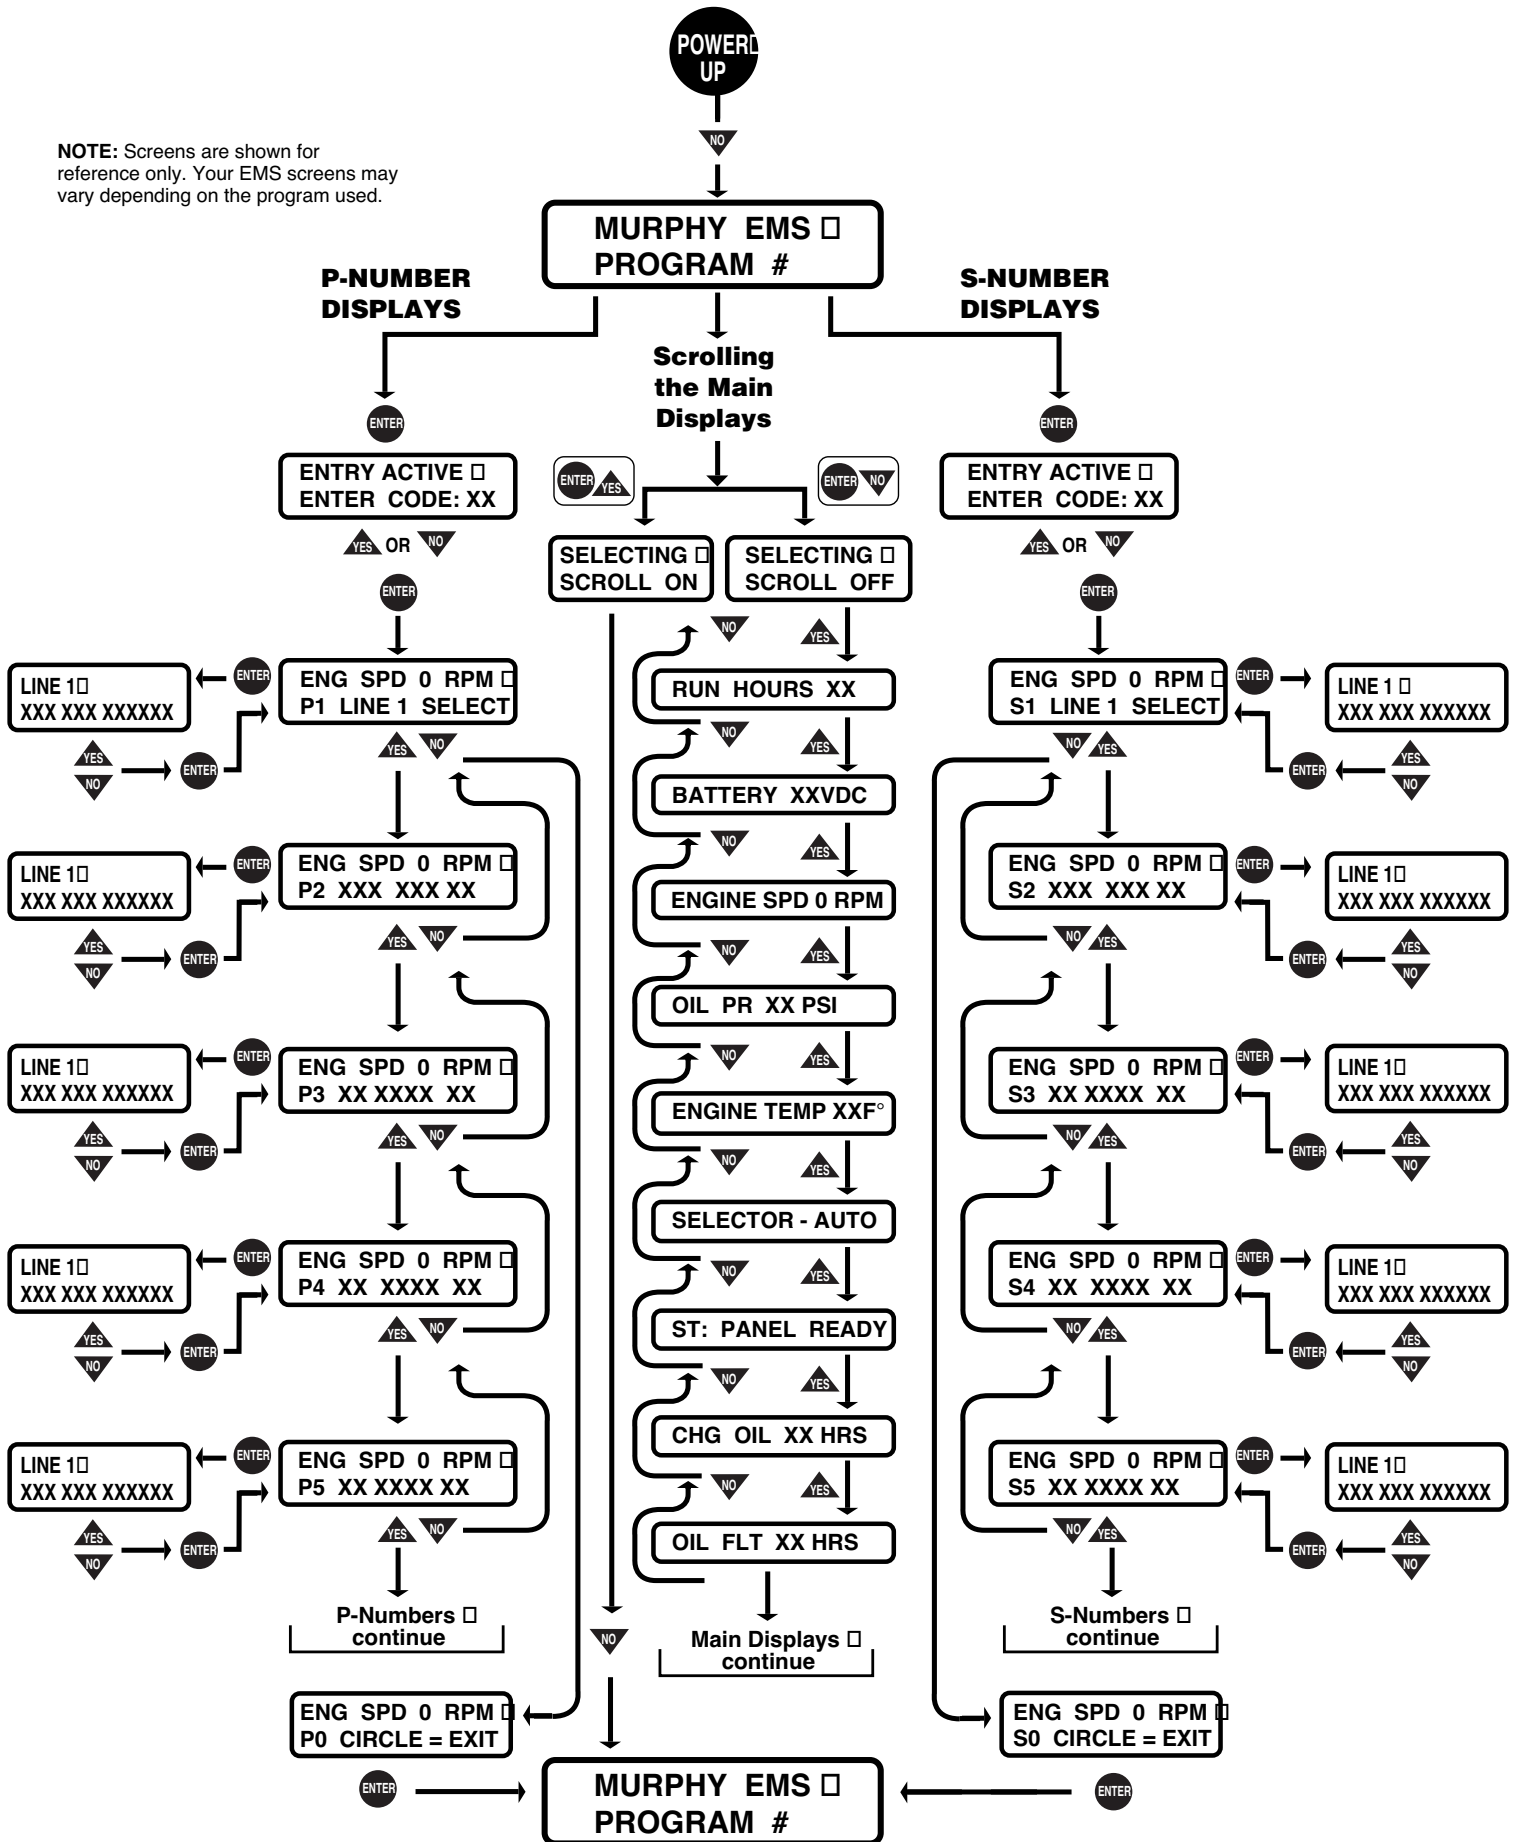 POWER
UP
NO
NOTE: Screens are shown for
reference only. Your EMS screens may
vary depending on the program used.
MURPHY EMS
PROGRAM #
P-NUMBER
DISPLAYS
Scrolling
the Main
Displays
S-NUMBER
DISPLAYS
ENTER
ENTRY ACTIVE
ENTER CODE: XX
YES OR NO
ENTER
ENG SPD 0 RPM
P1 LINE 1 SELECT
ENTER
LINE 1
XXX XXX XXXXXX
YES
NO
ENTER
YES NO
ENG SPD 0 RPM
P2 XXX XXX XX
ENTER
LINE 1
XXX XXX XXXXXX
YES
NO
ENTER
YES NO
ENG SPD 0 RPM
P3 XX XXXX XX
ENTER
LINE 1
XXX XXX XXXXXX
YES
NO
ENTER
YES NO
ENG SPD 0 RPM
P4 XX XXXX XX
ENTER
LINE 1
XXX XXX XXXXXX
YES
NO
ENTER
YES NO
ENG SPD 0 RPM
P5 XX XXXX XX
ENTER
LINE 1
XXX XXX XXXXXX
YES
NO
ENTER
YES NO
P-Numbers
continue
ENG SPD 0 RPM
P0 CIRCLE = EXIT
ENTER
ENTER YES
ENTER NO
SELECTING
SCROLL ON
SELECTING
SCROLL OFF
NO YES
RUN HOURS XX
NO YES
BATTERY XXVDC
NO YES
ENGINE SPD 0 RPM
NO YES
OIL PR XX PSI
NO YES
ENGINE TEMP XXF°
NO YES
SELECTOR - AUTO
NO YES
ST: PANEL READY
NO YES
CHG OIL XX HRS
NO YES
OIL FLT XX HRS
NO
Main Displays
continue
ENTER
ENTRY ACTIVE
ENTER CODE: XX
YES OR NO
ENTER
ENG SPD 0 RPM
S1 LINE 1 SELECT
ENTER
LINE 1
XXX XXX XXXXXX
YES
NO
ENTER
NO YES
ENG SPD 0 RPM
S2 XXX XXX XX
ENTER
LINE 1
XXX XXX XXXXXX
YES
NO
ENTER
NO YES
ENG SPD 0 RPM
S3 XX XXXX XX
ENTER
LINE 1
XXX XXX XXXXXX
YES
NO
ENTER
NO YES
ENG SPD 0 RPM
S4 XX XXXX XX
ENTER
LINE 1
XXX XXX XXXXXX
YES
NO
ENTER
NO YES
ENG SPD 0 RPM
S5 XX XXXX XX
ENTER
LINE 1
XXX XXX XXXXXX
YES
NO
ENTER
NO YES
S-Numbers
continue
ENG SPD 0 RPM
S0 CIRCLE = EXIT
ENTER
MURPHY EMS
PROGRAM #